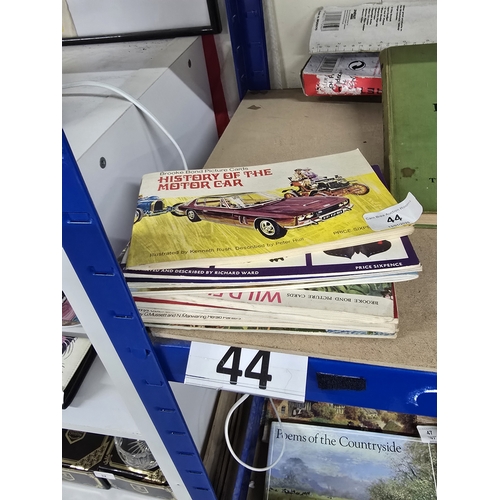 Brooke Bond Picture Cards
HISTORY OF THE
MOTOR CAR
44
Illustrated by Kenneth Rush, Described by Peter Hull
PRICE SIXPENCE
AND DESCRIBED BY RICHARD WARD
PRICE SIXPENCE
WILD
BROOKE BOND PICTURE CARDS
44
47
Poems of the Countryside